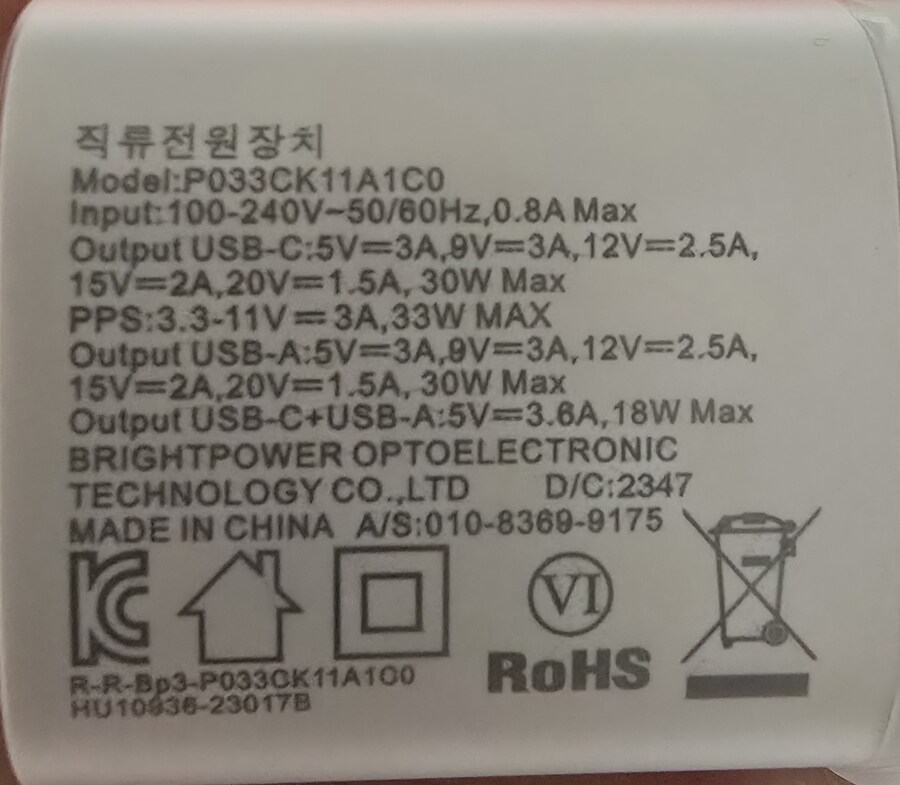 직류전원장치
Model:P033CK11A1C0
Input:100-240V~50/60Hz,0.8A Max
Output USB-C:5V⎓3A,9V⎓3A,12V⎓2.5A,
15V⎓2A,20V⎓1.5A, 30W Max
PPS:3.3-11V⎓3A,33W MAX
Output USB-A:5V⎓3A,9V⎓3A,12V⎓2.5A,
15V⎓2A,20V⎓1.5A, 30W Max
Output USB-C+USB-A:5V⎓3.6A,18W Max
BRIGHTPOWER OPTOELECTRONIC
TECHNOLOGY CO.,LTD D/C:2347
MADE IN CHINA A/S:010-8369-9175
KC VI
RoHS
R-R-Bp3-P033CK11A1C0
HU10936-23017B